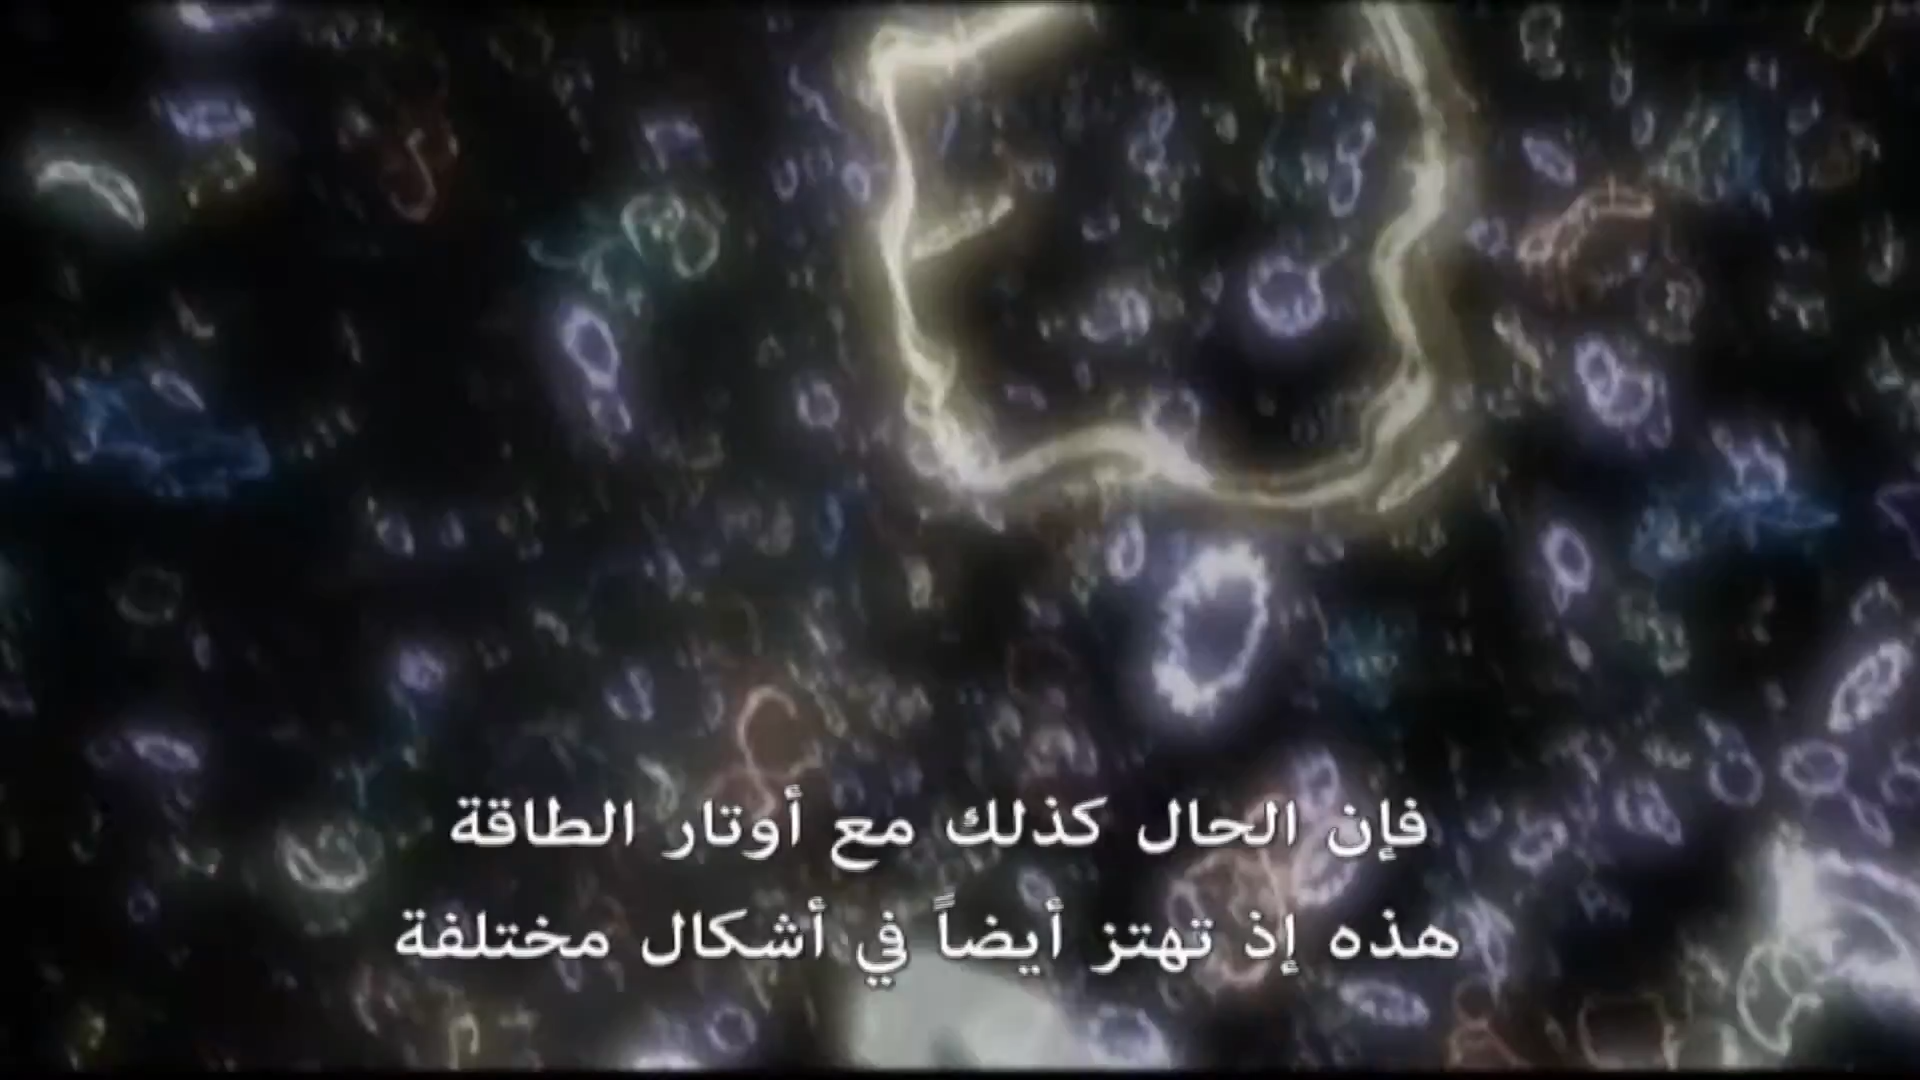 فإن الحال كذلك مع أوتار الطاقة
هذه إذ تهتز أيضاً في أشكال مختلفة